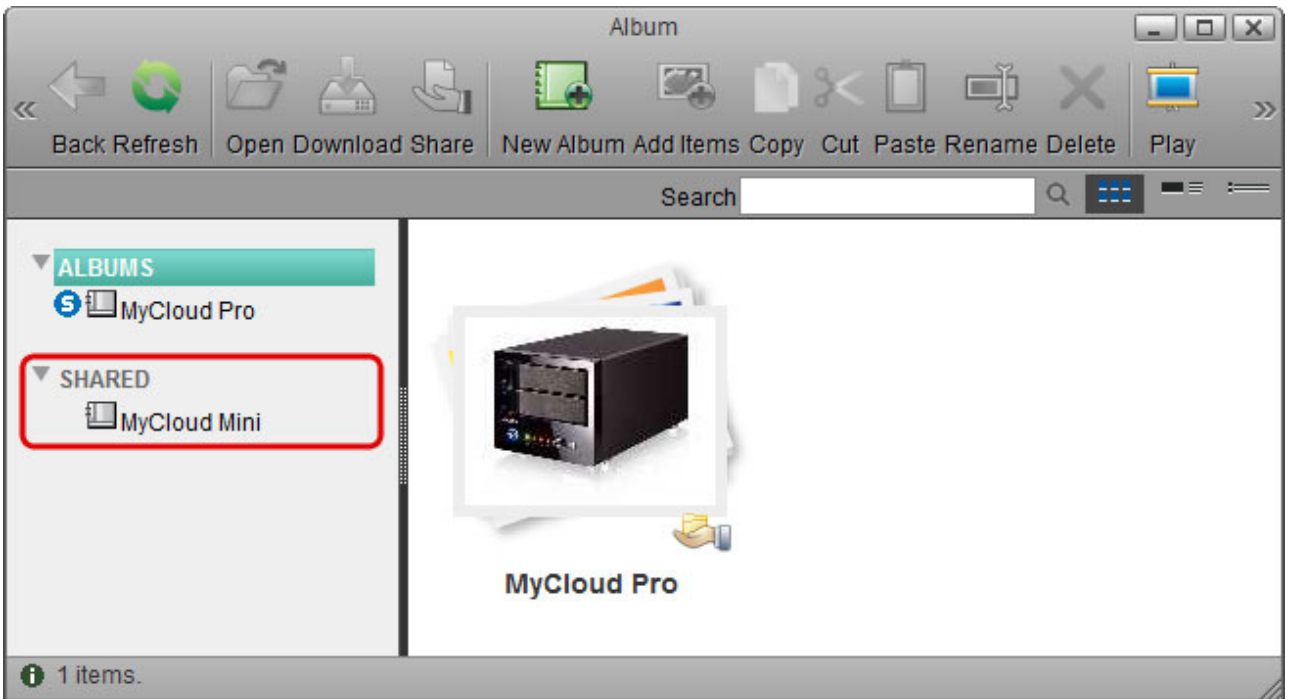 Album
Back Refresh Open Download Share New Album Add Items Copy Cut Paste Rename Delete Play
Search
ALBUMS
S MyCloud Pro
SHARED
MyCloud Mini
MyCloud Pro
1 items.